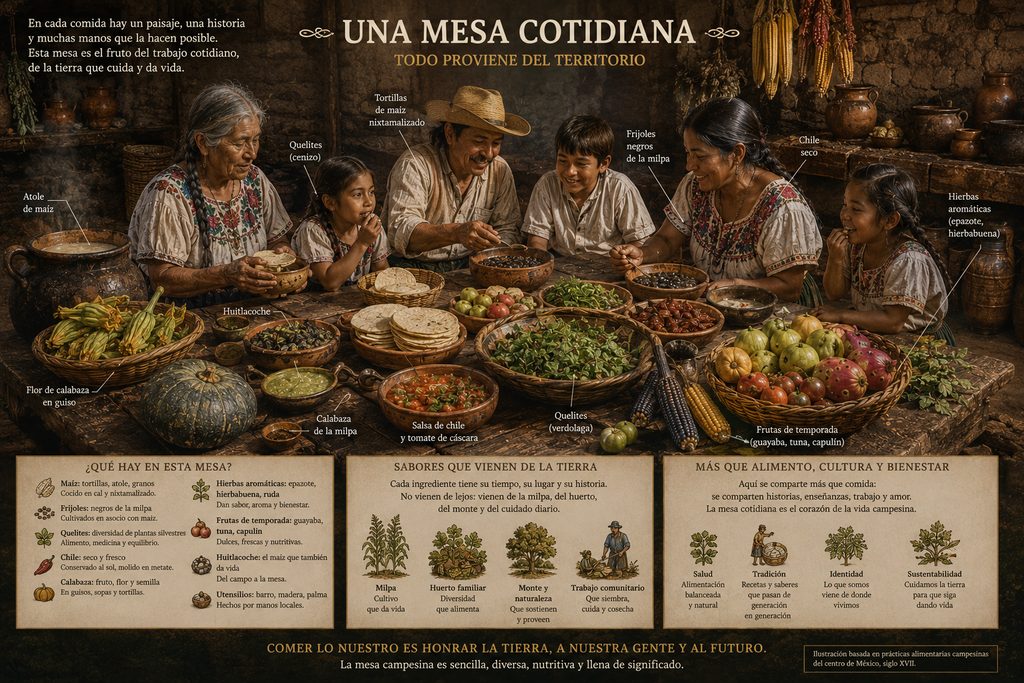 En cada comida hay un paisaje, una historia
y muchas manos que la hacen posible.
Esta mesa es el fruto del trabajo cotidiano,
de la tierra que cuida y da vida.
UNA MESA COTIDIANA
TODO PROVIENE DEL TERRITORIO
Tortillas
de maíz
nixtamalizado
Quelites
(cenizo)
Frijoles
negros
de la milpa
Chile
seco
Atole
de maíz
Hierbas
aromáticas
(epazote,
hierbabuena)
Huitlacoche
Flor de calabaza
en guiso
Calabaza
de la milpa
Salsa de chile
y tomate de cáscara
Quelites
(verdolaga)
Frutas de temporada
(guayaba, tuna, capulín)
¿QUÉ HAY EN ESTA MESA?
Maíz: tortillas, atole, granos
Cocido en cal y nixtamalizado.
Frijoles: negros de la milpa
Cultivados en asocio con maíz.
Quelites: diversidad de plantas silvestres
Alimento, medicina y equilibrio.
Chile: seco y fresco
Conservado al sol, molido en metate.
Calabaza: fruto, flor y semilla
En guisos, sopas y tortillas.
Hierbas aromáticas: epazote,
hierbabuena, ruda
Dan sabor, aroma y bienestar.
Frutas de temporada: guayaba,
tuna, capulín
Dulces, frescas y nutritivas.
Huitlacoche: el maíz que también
da vida
Del campo a la mesa.
Utensilios: barro, madera, palma
Hechos por manos locales.
SABORES QUE VIENEN DE LA TIERRA
Cada ingrediente tiene su tiempo, su lugar y su historia.
No vienen de lejos: vienen de la milpa, del huerto,
del monte y del cuidado diario.
Milpa
Cultivo
que da vida
Huerto familiar
Diversidad
que alimenta
Monte y
naturaleza
Que sostienen
y proveen
Trabajo comunitario
Que siembra,
cuida y cosecha
MÁS QUE ALIMENTO, CULTURA Y BIENESTAR
Aquí se comparte más que comida:
se comparten historias, enseñanzas, trabajo y amor.
La mesa cotidiana es el corazón de la vida campesina.
Salud
Alimentación
balanceada
y natural
Tradición
Recetas y saberes
que pasan de
generación
en generación
Identidad
Lo que somos
viene de donde
vivimos
Sustentabilidad
Cuidamos la tierra
para que siga
dando vida
COMER LO NUESTRO ES HONRAR LA TIERRA, A NUESTRA GENTE Y AL FUTURO.
La mesa campesina es sencilla, diversa, nutritiva y llena de significado.
Ilustración basada en prácticas alimentarias campesinas
del centro de México, siglo XVII.